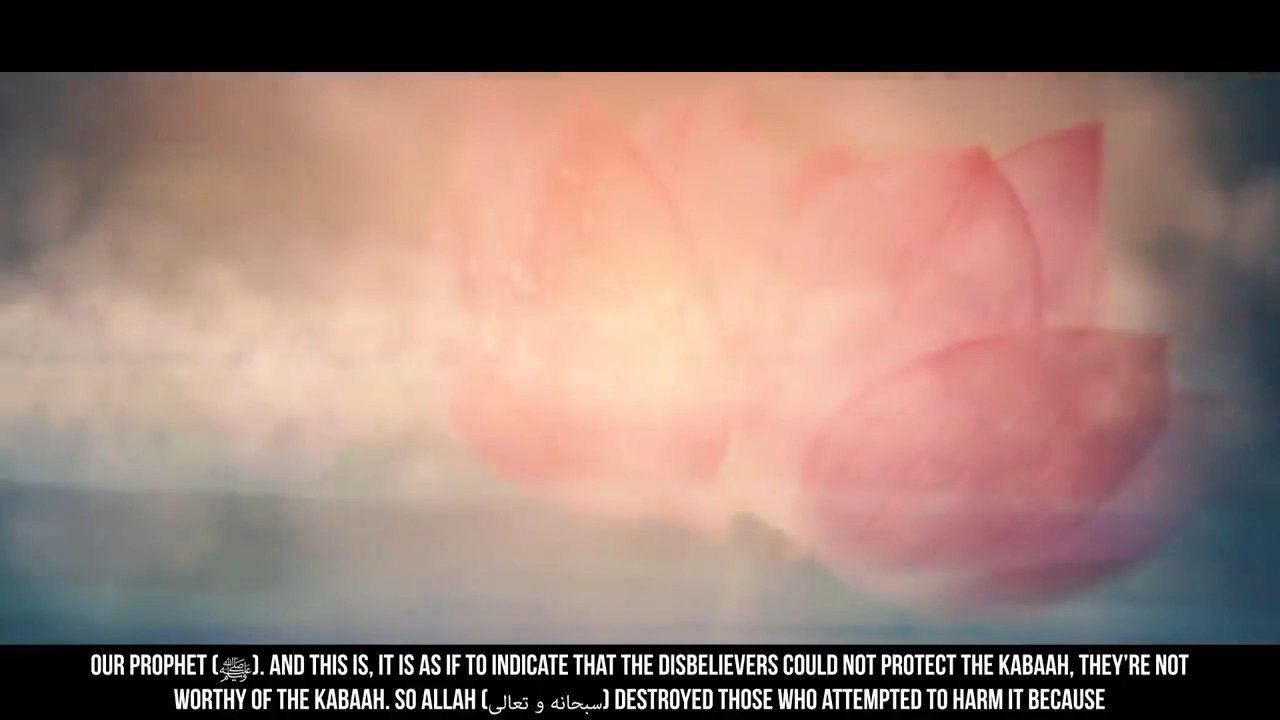 OUR PROPHET (ﷺ). AND THIS IS, IT IS AS IF TO INDICATE THAT THE DISBELIEVERS COULD NOT PROTECT THE KABAAH, THEY'RE NOT
WORTHY OF THE KABAAH. SO ALLAH (سبحانه و تعالى) DESTROYED THOSE WHO ATTEMPTED TO HARM IT BECAUSE